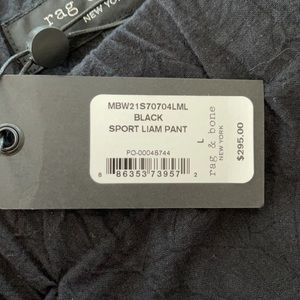 rag & bone
NEW YORK
MBW21S70704LML
BLACK
SPORT LIAM PANT
L
PO-00048744
8 86353 73957 2
rag & bone
NEW YORK
$295.00